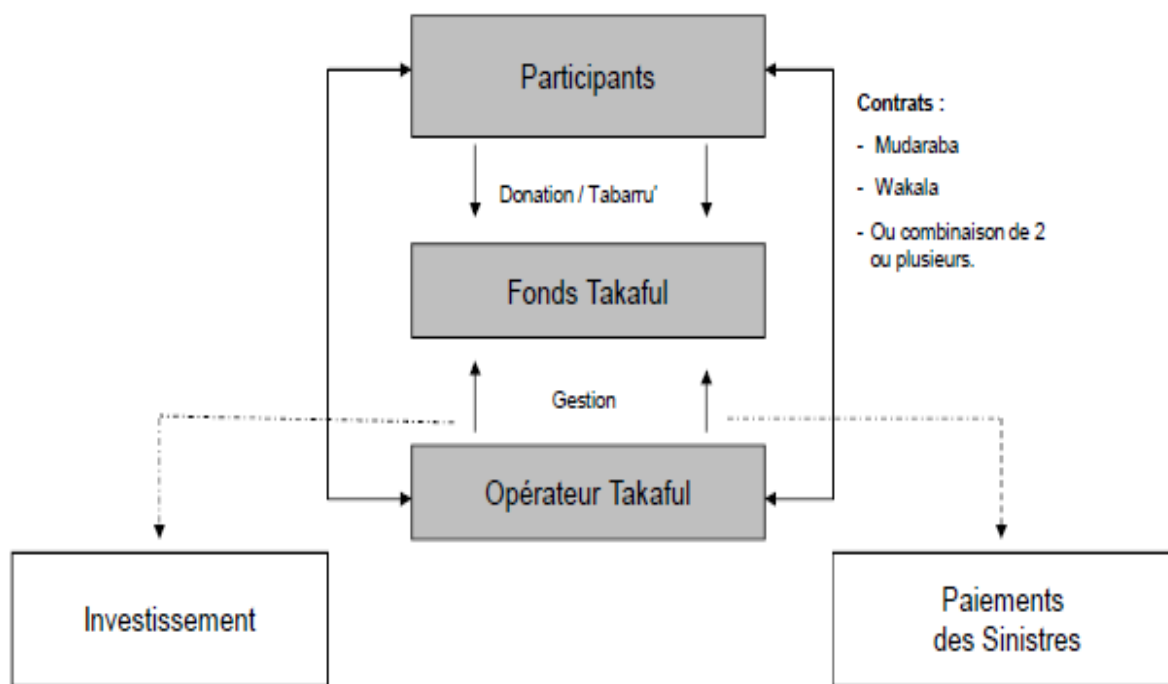 Participants
Contrats :
- Mudaraba
- Wakala
- Ou combinaison de 2
ou plusieurs.
Donation / Tabarru'
Fonds Takaful
Gestion
Opérateur Takaful
Investissement
Paiements
des Sinistres